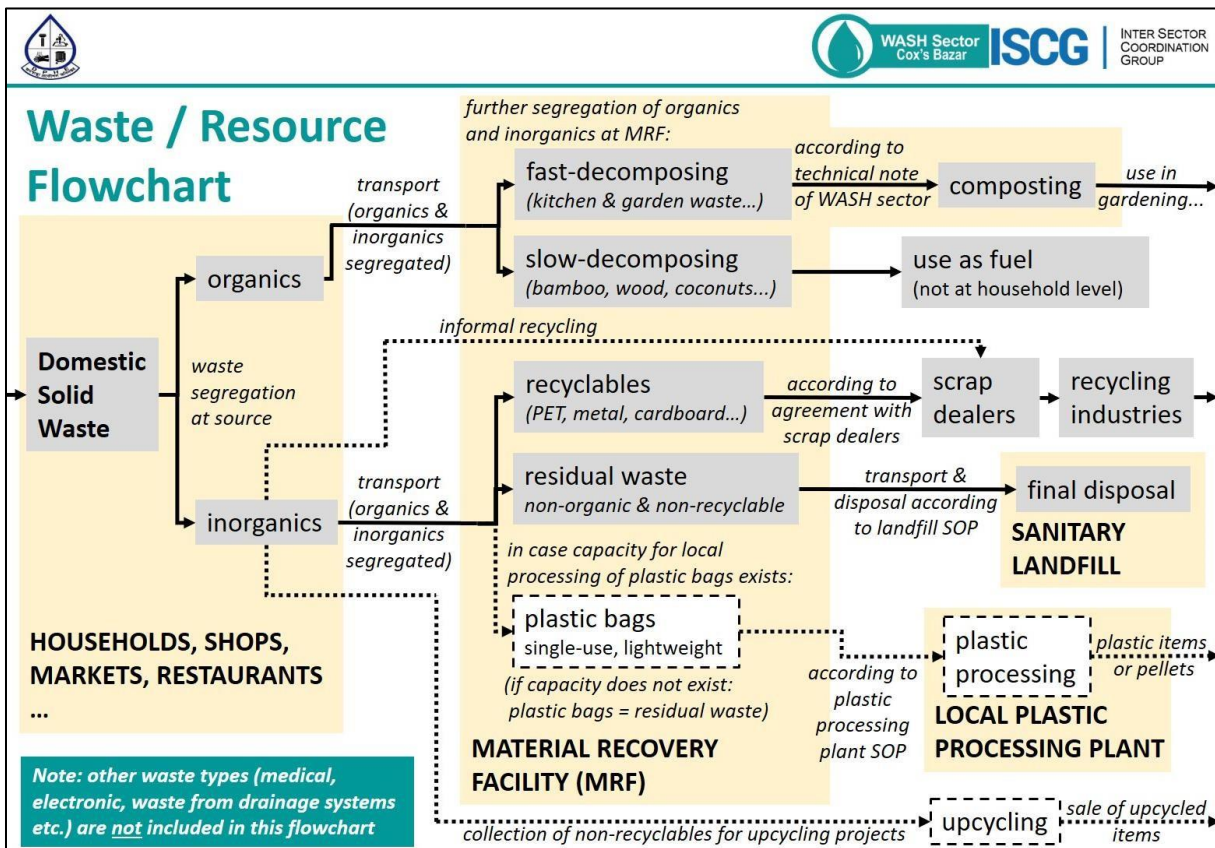 WASH Sector
Cox's Bazar
ISCG
INTER SECTOR
COORDINATION
GROUP
Waste / Resource
Flowchart
further segregation of organics
and inorganics at MRF:
transport
(organics &
inorganics
segregated)
fast-decomposing
(kitchen & garden waste...)
according to
technical note
of WASH sector
composting
use in
gardening...
organics
slow-decomposing
(bamboo, wood, coconuts...)
use as fuel
(not at household level)
informal recycling
Domestic
Solid
Waste
waste
segregation
at source
recyclables
(PET, metal, cardboard...)
according to
agreement with
scrap dealers
scrap
dealers
recycling
industries
inorganics
transport
(organics &
inorganics
segregated)
residual waste
non-organic & non-recyclable
transport &
disposal according
to landfill SOP
final disposal
SANITARY
LANDFILL
in case capacity for local
processing of plastic bags exists:
plastic bags
single-use, lightweight
(if capacity does not exist:
plastic bags = residual waste)
according to
plastic
processing
plant SOP
plastic
processing
plastic items
or pellets
LOCAL PLASTIC
PROCESSING PLANT
HOUSEHOLDS, SHOPS,
MARKETS, RESTAURANTS
...
MATERIAL RECOVERY
FACILITY (MRF)
Note: other waste types (medical,
electronic, waste from drainage systems
etc.) are not included in this flowchart
collection of non-recyclables for upcycling projects
upcycling
sale of upcycled
items